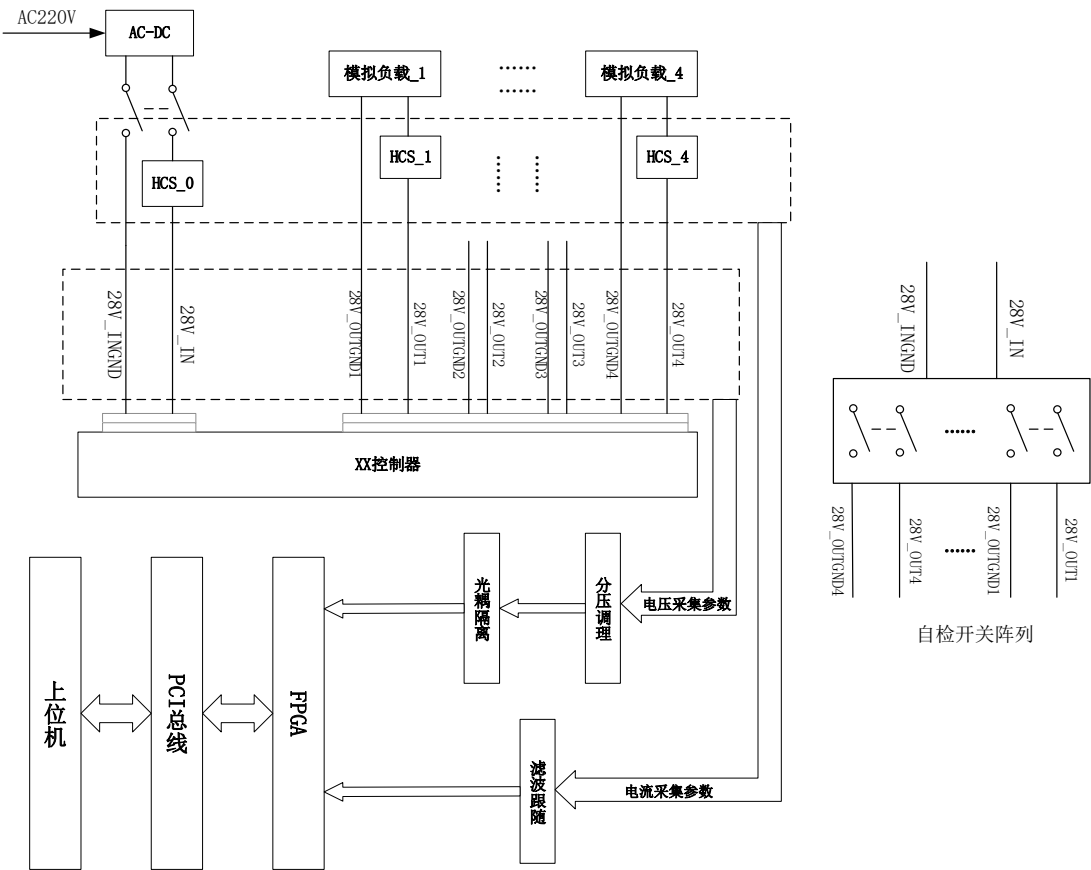 AC220V
AC-DC
模拟负载_1
……
……
模拟负载_4
HCS_0
HCS_1
……
……
HCS_4
28V_INGND
28V_IN
28V_OUTGND1
28V_OUT1
28V_OUTGND2
28V_OUT2
28V_OUTGND3
28V_OUT3
28V_OUTGND4
28V_OUT4
XX控制器
28V_INGND
28V_IN
……
28V_OUTGND4
28V_OUT4
……
28V_OUTGND1
28V_OUT1
自检开关阵列
光耦隔离
分压调理
电压采集参数
上位机
PCI总线
FPGA
滤波跟随
电流采集参数